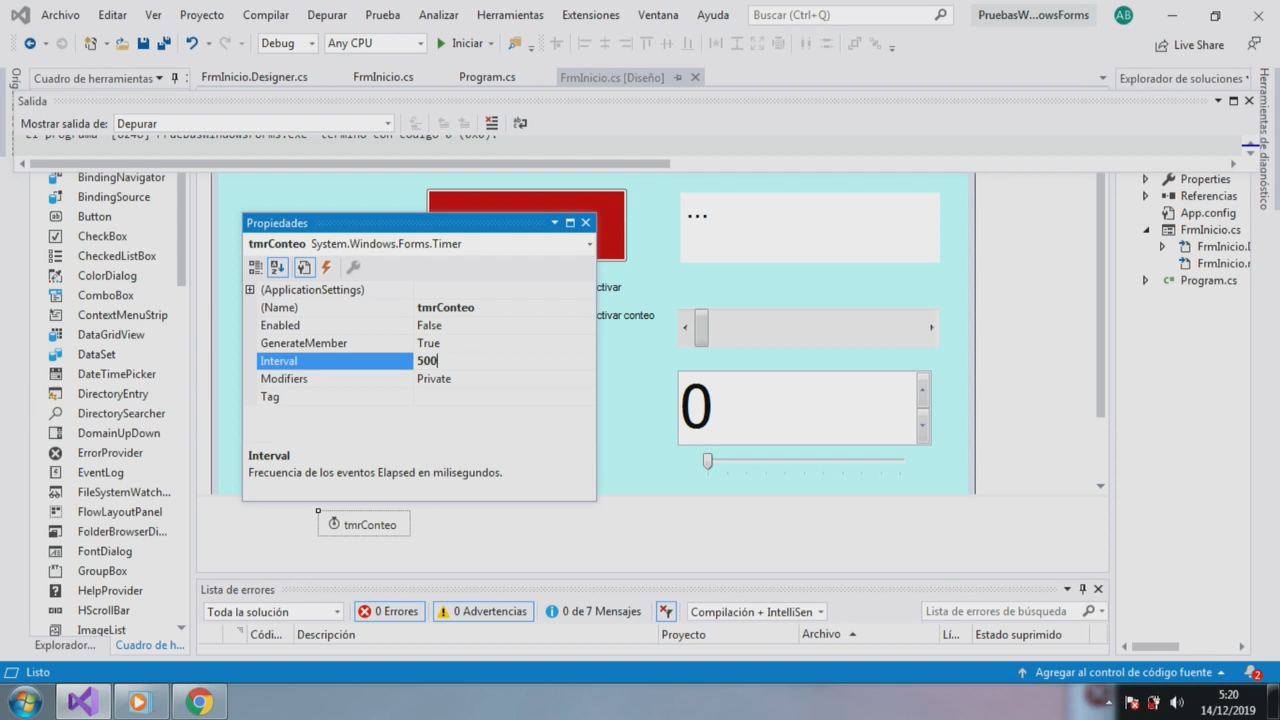 Archivo Editar Ver Proyecto Compilar Depurar Prueba Analizar Herramientas Extensiones Ventana Ayuda Buscar (Ctrl+Q) PruebasW...owsForms AB
Debug Any CPU Iniciar Live Share
Cuadro de herramientas FrmInicio.Designer.cs FrmInicio.cs Program.cs FrmInicio.cs [Diseño] Explorador de soluciones
Salida
Mostrar salida de: Depurar
Herramientas de diagnóstico
BindingNavigator
BindingSource
Button
CheckBox
CheckedListBox
ColorDialog
ComboBox
ContextMenuStrip
DataGridView
DataSet
DateTimePicker
DirectoryEntry
DirectorySearcher
DomainUpDown
ErrorProvider
EventLog
FileSystemWatch...
FlowLayoutPanel
FolderBrowserDi...
FontDialog
GroupBox
HelpProvider
HScrollBar
ImageList
Explorador... Cuadro de h...
Propiedades
tmrConteo System.Windows.Forms.Timer
(ApplicationSettings)
(Name) tmrConteo
Enabled False
GenerateMember True
Interval 500
Modifiers Private
Tag
Interval
Frecuencia de los eventos Elapsed en milisegundos.
...
ctivar
ctivar conteo
0
tmrConteo
Properties
Referencias
App.config
FrmInicio.cs
FrmInicio.D
FrmInicio.r
Program.cs
Lista de errores
Toda la solución 0 Errores 0 Advertencias 0 de 7 Mensajes Compilación + IntelliSen Lista de errores de búsqueda
Códi... Descripción Proyecto Archivo Lí... Estado suprimido
Listo Agregar al control de código fuente 2
5:20
14/12/2019